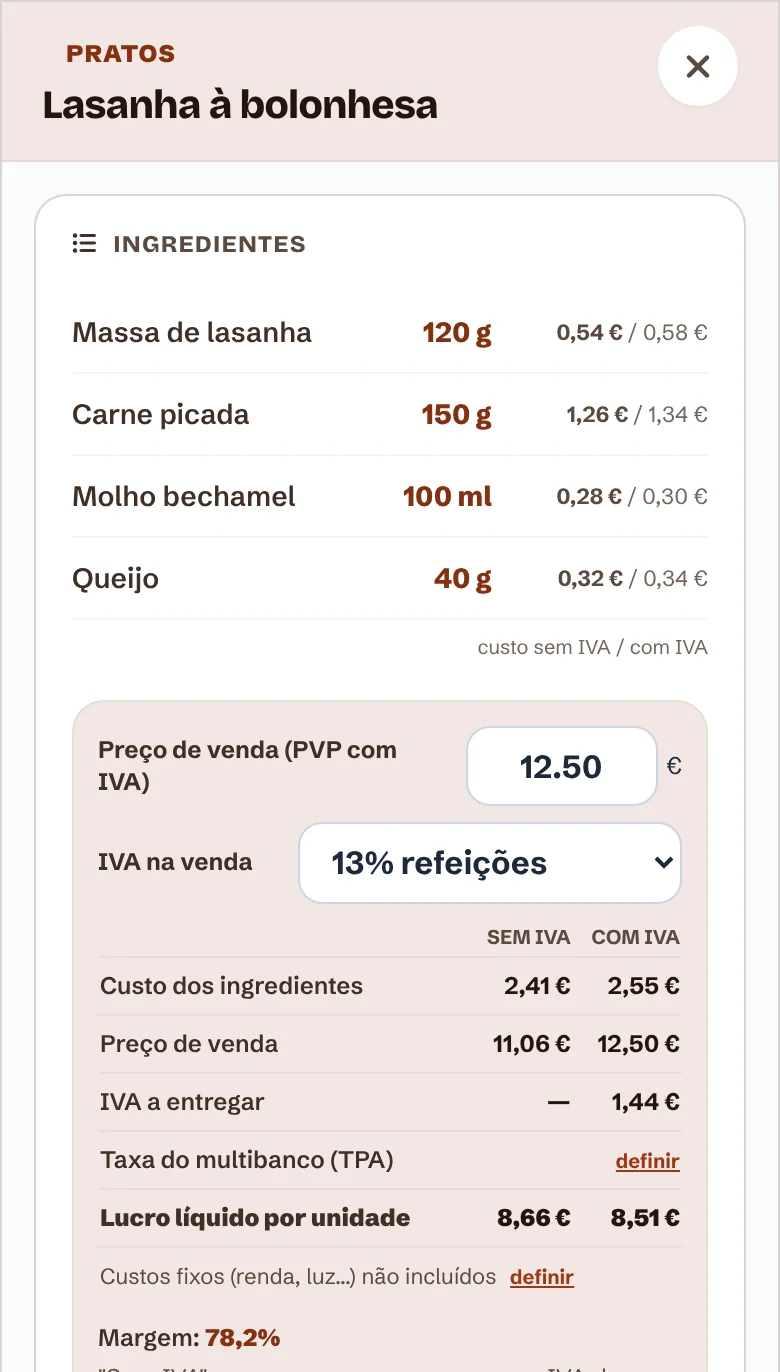 PRATOS
Lasanha à bolonhesa
INGREDIENTES
Massa de lasanha 120 g 0,54 € / 0,58 €
Carne picada 150 g 1,26 € / 1,34 €
Molho bechamel 100 ml 0,28 € / 0,30 €
Queijo 40 g 0,32 € / 0,34 €
custo sem IVA / com IVA
Preço de venda (PVP com
IVA)
12.50 €
IVA na venda 13% refeições
SEM IVA COM IVA
Custo dos ingredientes 2,41 € 2,55 €
Preço de venda 11,06 € 12,50 €
IVA a entregar — 1,44 €
Taxa do multibanco (TPA) definir
Lucro líquido por unidade 8,66 € 8,51 €
Custos fixos (renda, luz…) não incluídos definir
Margem: 78,2%